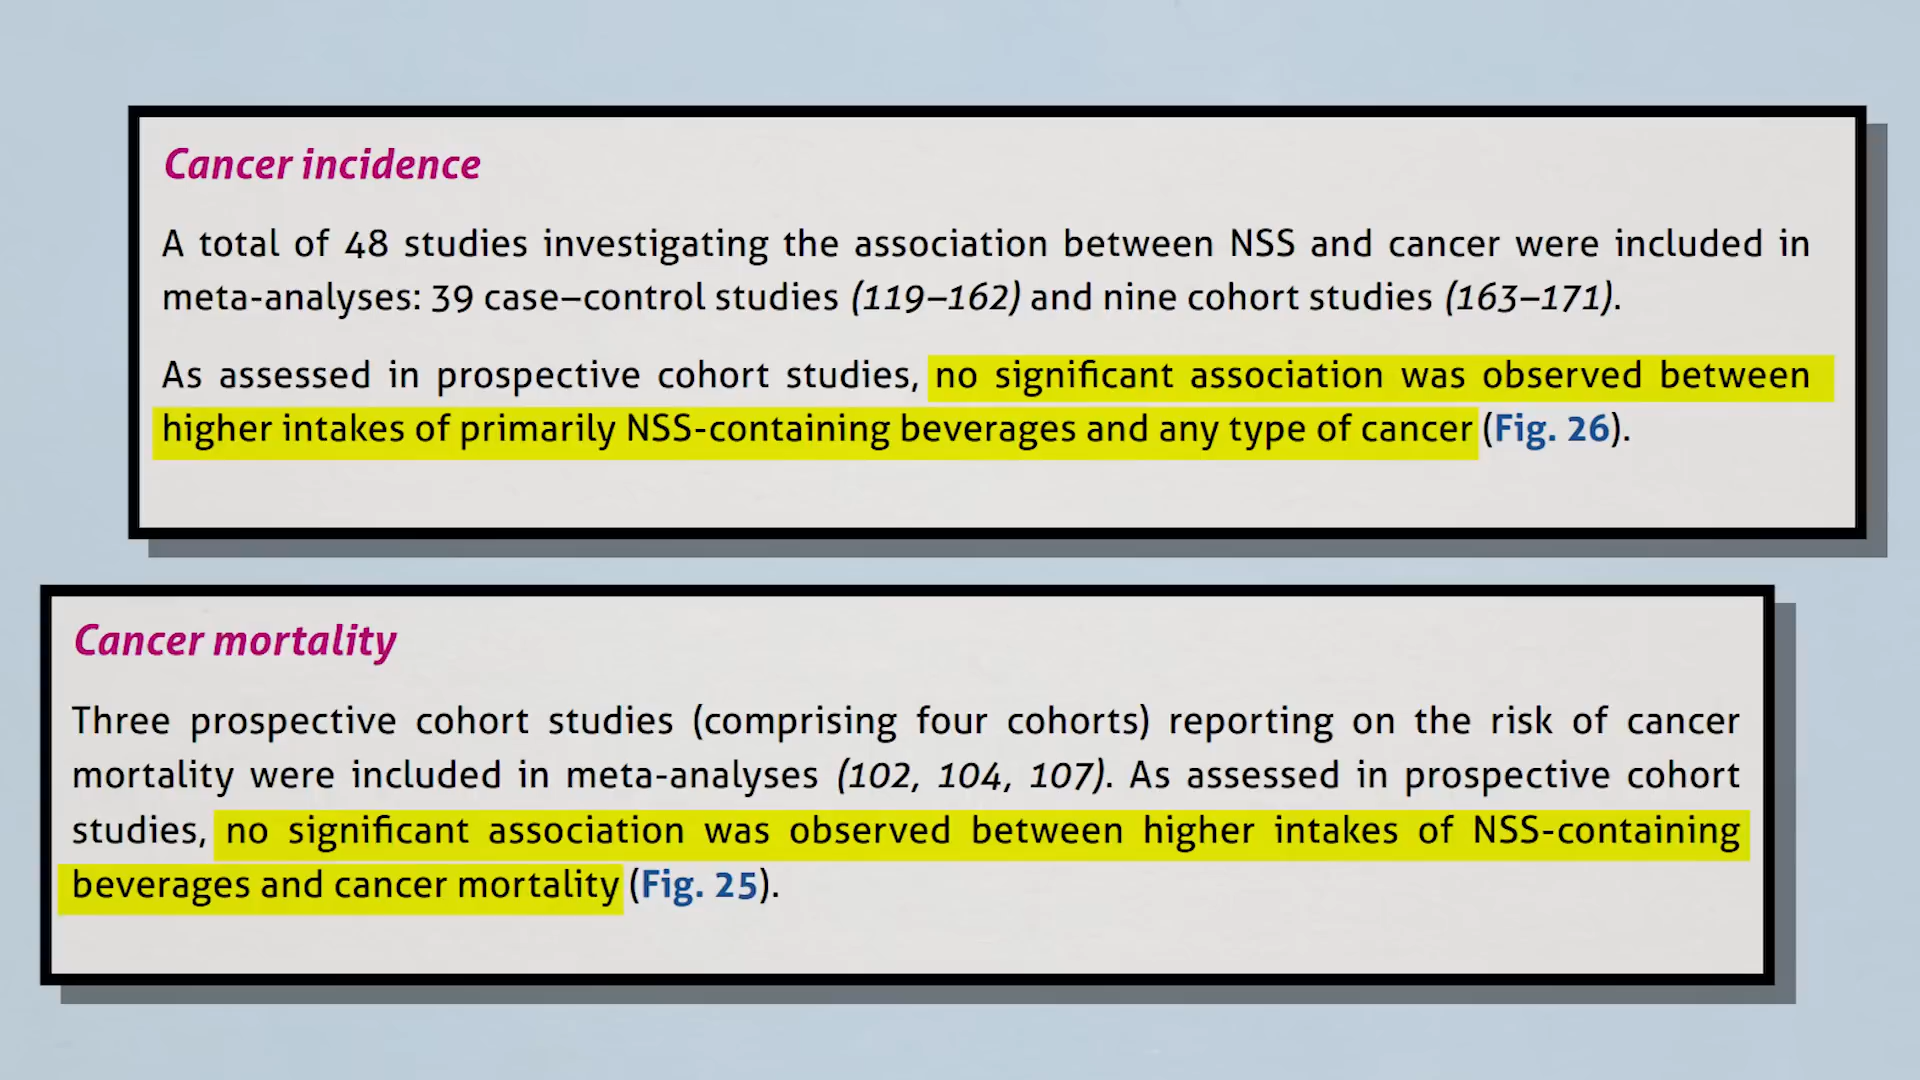 Cancer incidence
A total of 48 studies investigating the association between NSS and cancer were included in
meta-analyses: 39 case–control studies (119–162) and nine cohort studies (163–171).
As assessed in prospective cohort studies, no significant association was observed between
higher intakes of primarily NSS-containing beverages and any type of cancer (Fig. 26).
Cancer mortality
Three prospective cohort studies (comprising four cohorts) reporting on the risk of cancer
mortality were included in meta-analyses (102, 104, 107). As assessed in prospective cohort
studies, no significant association was observed between higher intakes of NSS-containing
beverages and cancer mortality (Fig. 25).